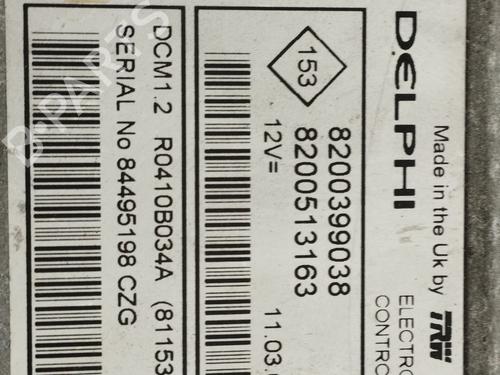 DELPHI
Made in the Uk by TRW
ELECTRO
CONTRO
153
8200399038
8200513163
12V=
11.03.
DCM1.2 R0410B034A (81153
SERIAL No 84495198 CZG
B-PARTS